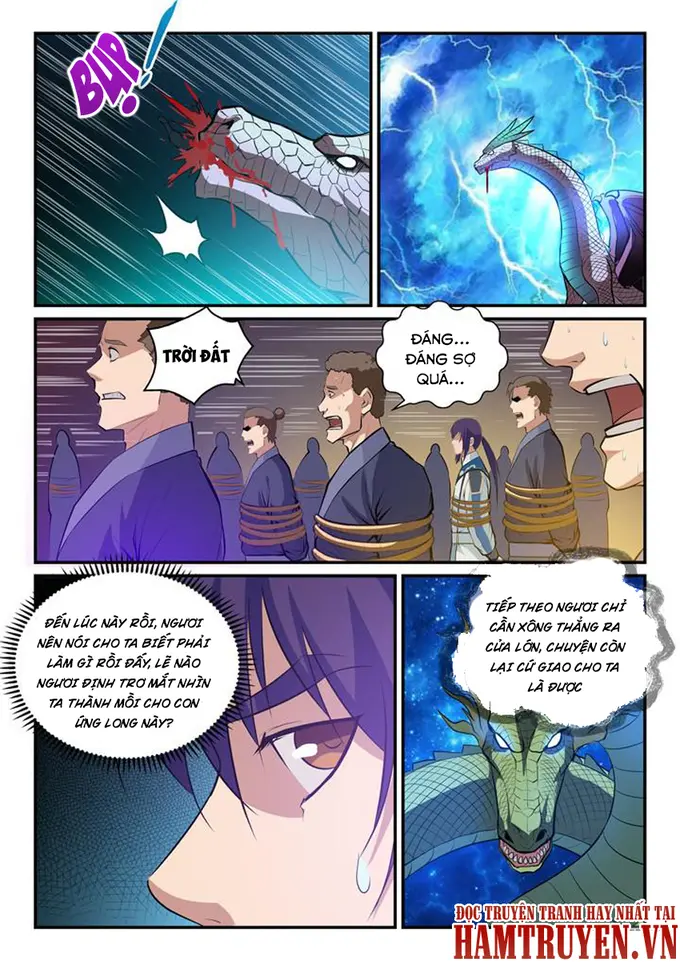 BỤP!
TRỜI ĐẤT
ĐÁNG...
ĐÁNG SỢ
QUÁ...
ĐẾN LÚC NÀY RỒI, NGƯƠI
NÊN NÓI CHO TA BIẾT PHẢI
LÀM GÌ RỒI ĐẤY, LẼ NÀO
NGƯƠI ĐỊNH TRƠ MẮT NHÌN
TA THÀNH MỒI CHO CON
ỨNG LONG NÀY?
TIẾP THEO NGƯƠI CHỈ
CẦN XÔNG THẲNG RA
CỬA LỚN, CHUYỆN CÒN
LẠI CỨ GIAO CHO TA
LÀ ĐƯỢC
ĐỌC TRUYỆN TRANH HAY NHẤT TẠI
HAMTRUYEN.VN